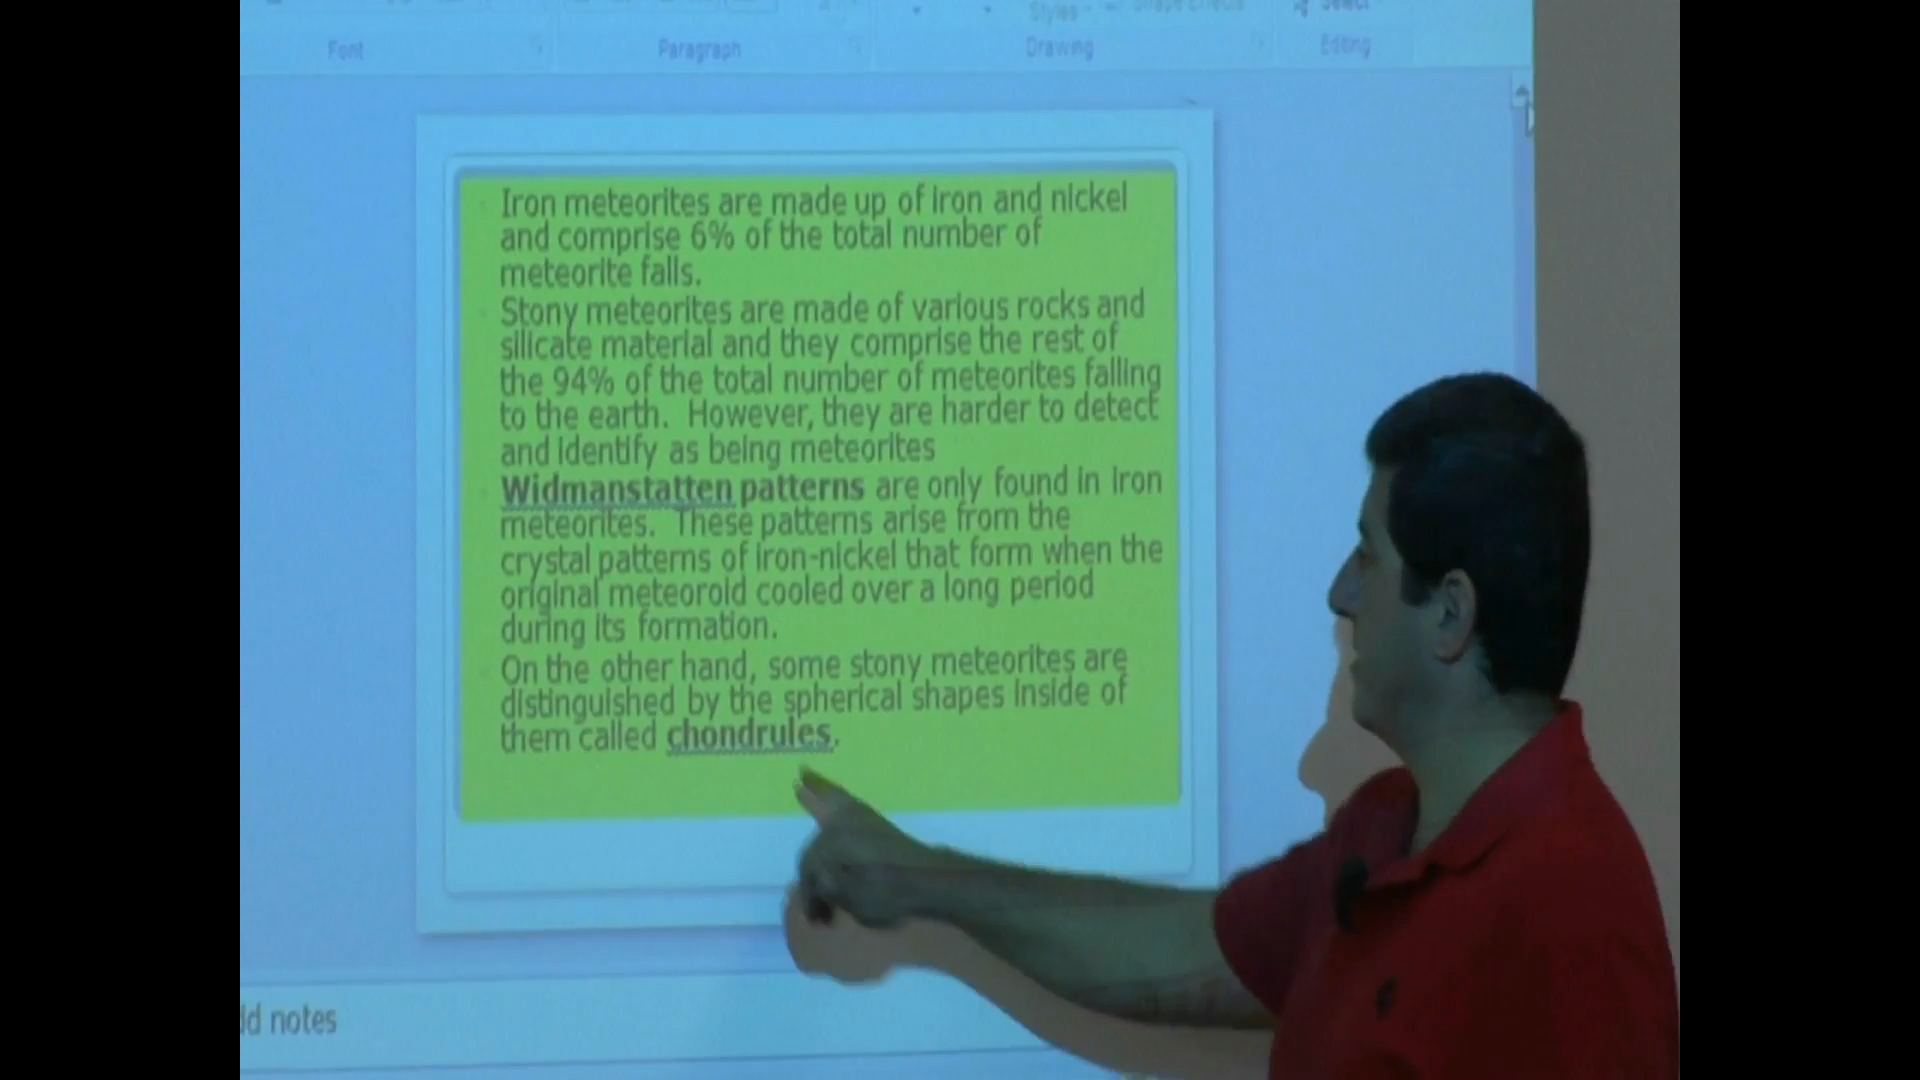 Styles
Shape Effects
Select
Font
Paragraph
Drawing
Editing
Iron meteorites are made up of iron and nickel
and comprise 6% of the total number of
meteorite falls.
Stony meteorites are made of various rocks and
silicate material and they comprise the rest of
the 94% of the total number of meteorites falling
to the earth. However, they are harder to detect
and identify as being meteorites
Widmanstatten patterns are only found in iron
meteorites. These patterns arise from the
crystal patterns of iron-nickel that form when the
original meteoroid cooled over a long period
during its formation.
On the other hand, some stony meteorites are
distinguished by the spherical shapes inside of
them called chondrules.
dd notes